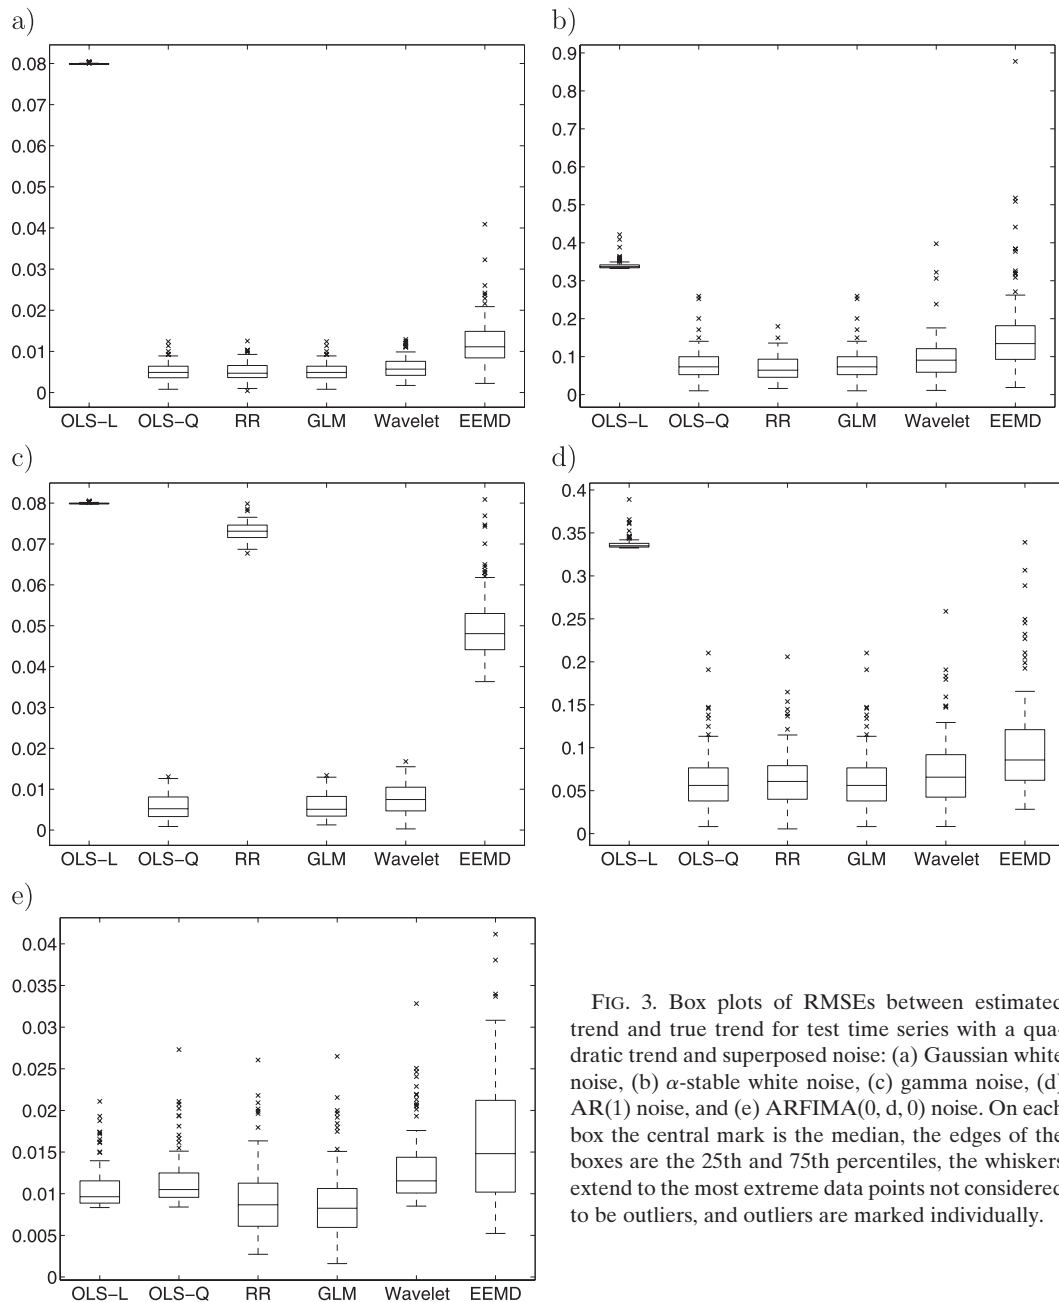 a)
0.08
0.07
0.06
0.05
0.04
0.03
0.02
0.01
0
OLS−L OLS−Q RR GLM Wavelet EEMD
b)
0.9
0.8
0.7
0.6
0.5
0.4
0.3
0.2
0.1
0
OLS−L OLS−Q RR GLM Wavelet EEMD
c)
0.08
0.07
0.06
0.05
0.04
0.03
0.02
0.01
0
OLS−L OLS−Q RR GLM Wavelet EEMD
d)
0.4
0.35
0.3
0.25
0.2
0.15
0.1
0.05
0
OLS−L OLS−Q RR GLM Wavelet EEMD
e)
0.04
0.035
0.03
0.025
0.02
0.015
0.01
0.005
0
OLS−L OLS−Q RR GLM Wavelet EEMD
FIG. 3. Box plots of RMSEs between estimated
trend and true trend for test time series with a qua-
dratic trend and superposed noise: (a) Gaussian white
noise, (b) α-stable white noise, (c) gamma noise, (d)
AR(1) noise, and (e) ARFIMA(0, d, 0) noise. On each
box the central mark is the median, the edges of the
boxes are the 25th and 75th percentiles, the whiskers
extend to the most extreme data points not considered
to be outliers, and outliers are marked individually.